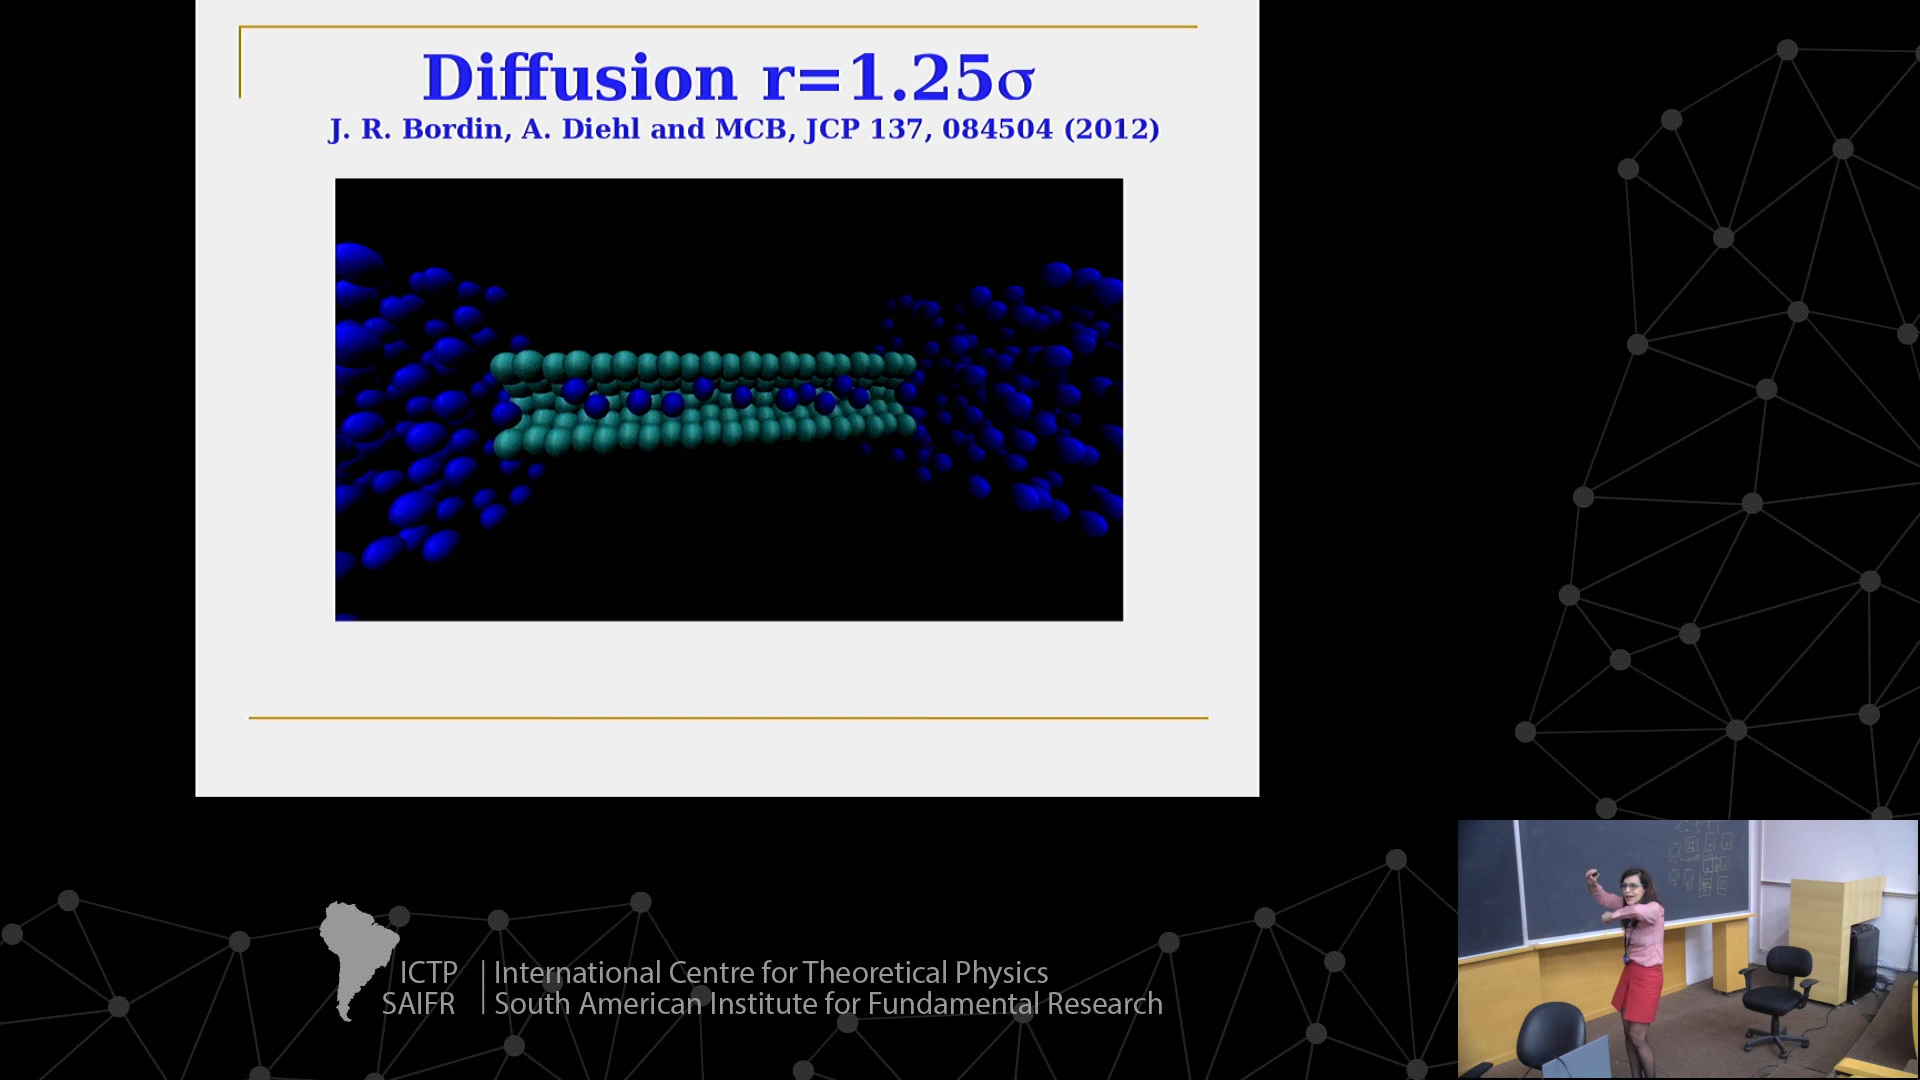 Diffusion r=1.25σ
J. R. Bordin, A. Diehl and MCB, JCP 137, 084504 (2012)
ICTP
SAIFR
International Centre for Theoretical Physics
South American Institute for Fundamental Research